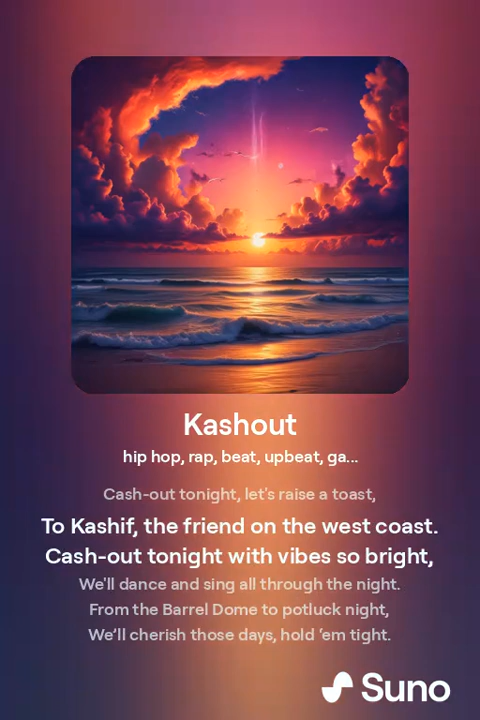 Kashout
hip hop, rap, beat, upbeat, ga...
Cash-out tonight, let's raise a toast,
To Kashif, the friend on the west coast.
Cash-out tonight with vibes so bright,
We'll dance and sing all through the night.
From the Barrel Dome to potluck night,
We’ll cherish those days, hold ‘em tight.
Suno